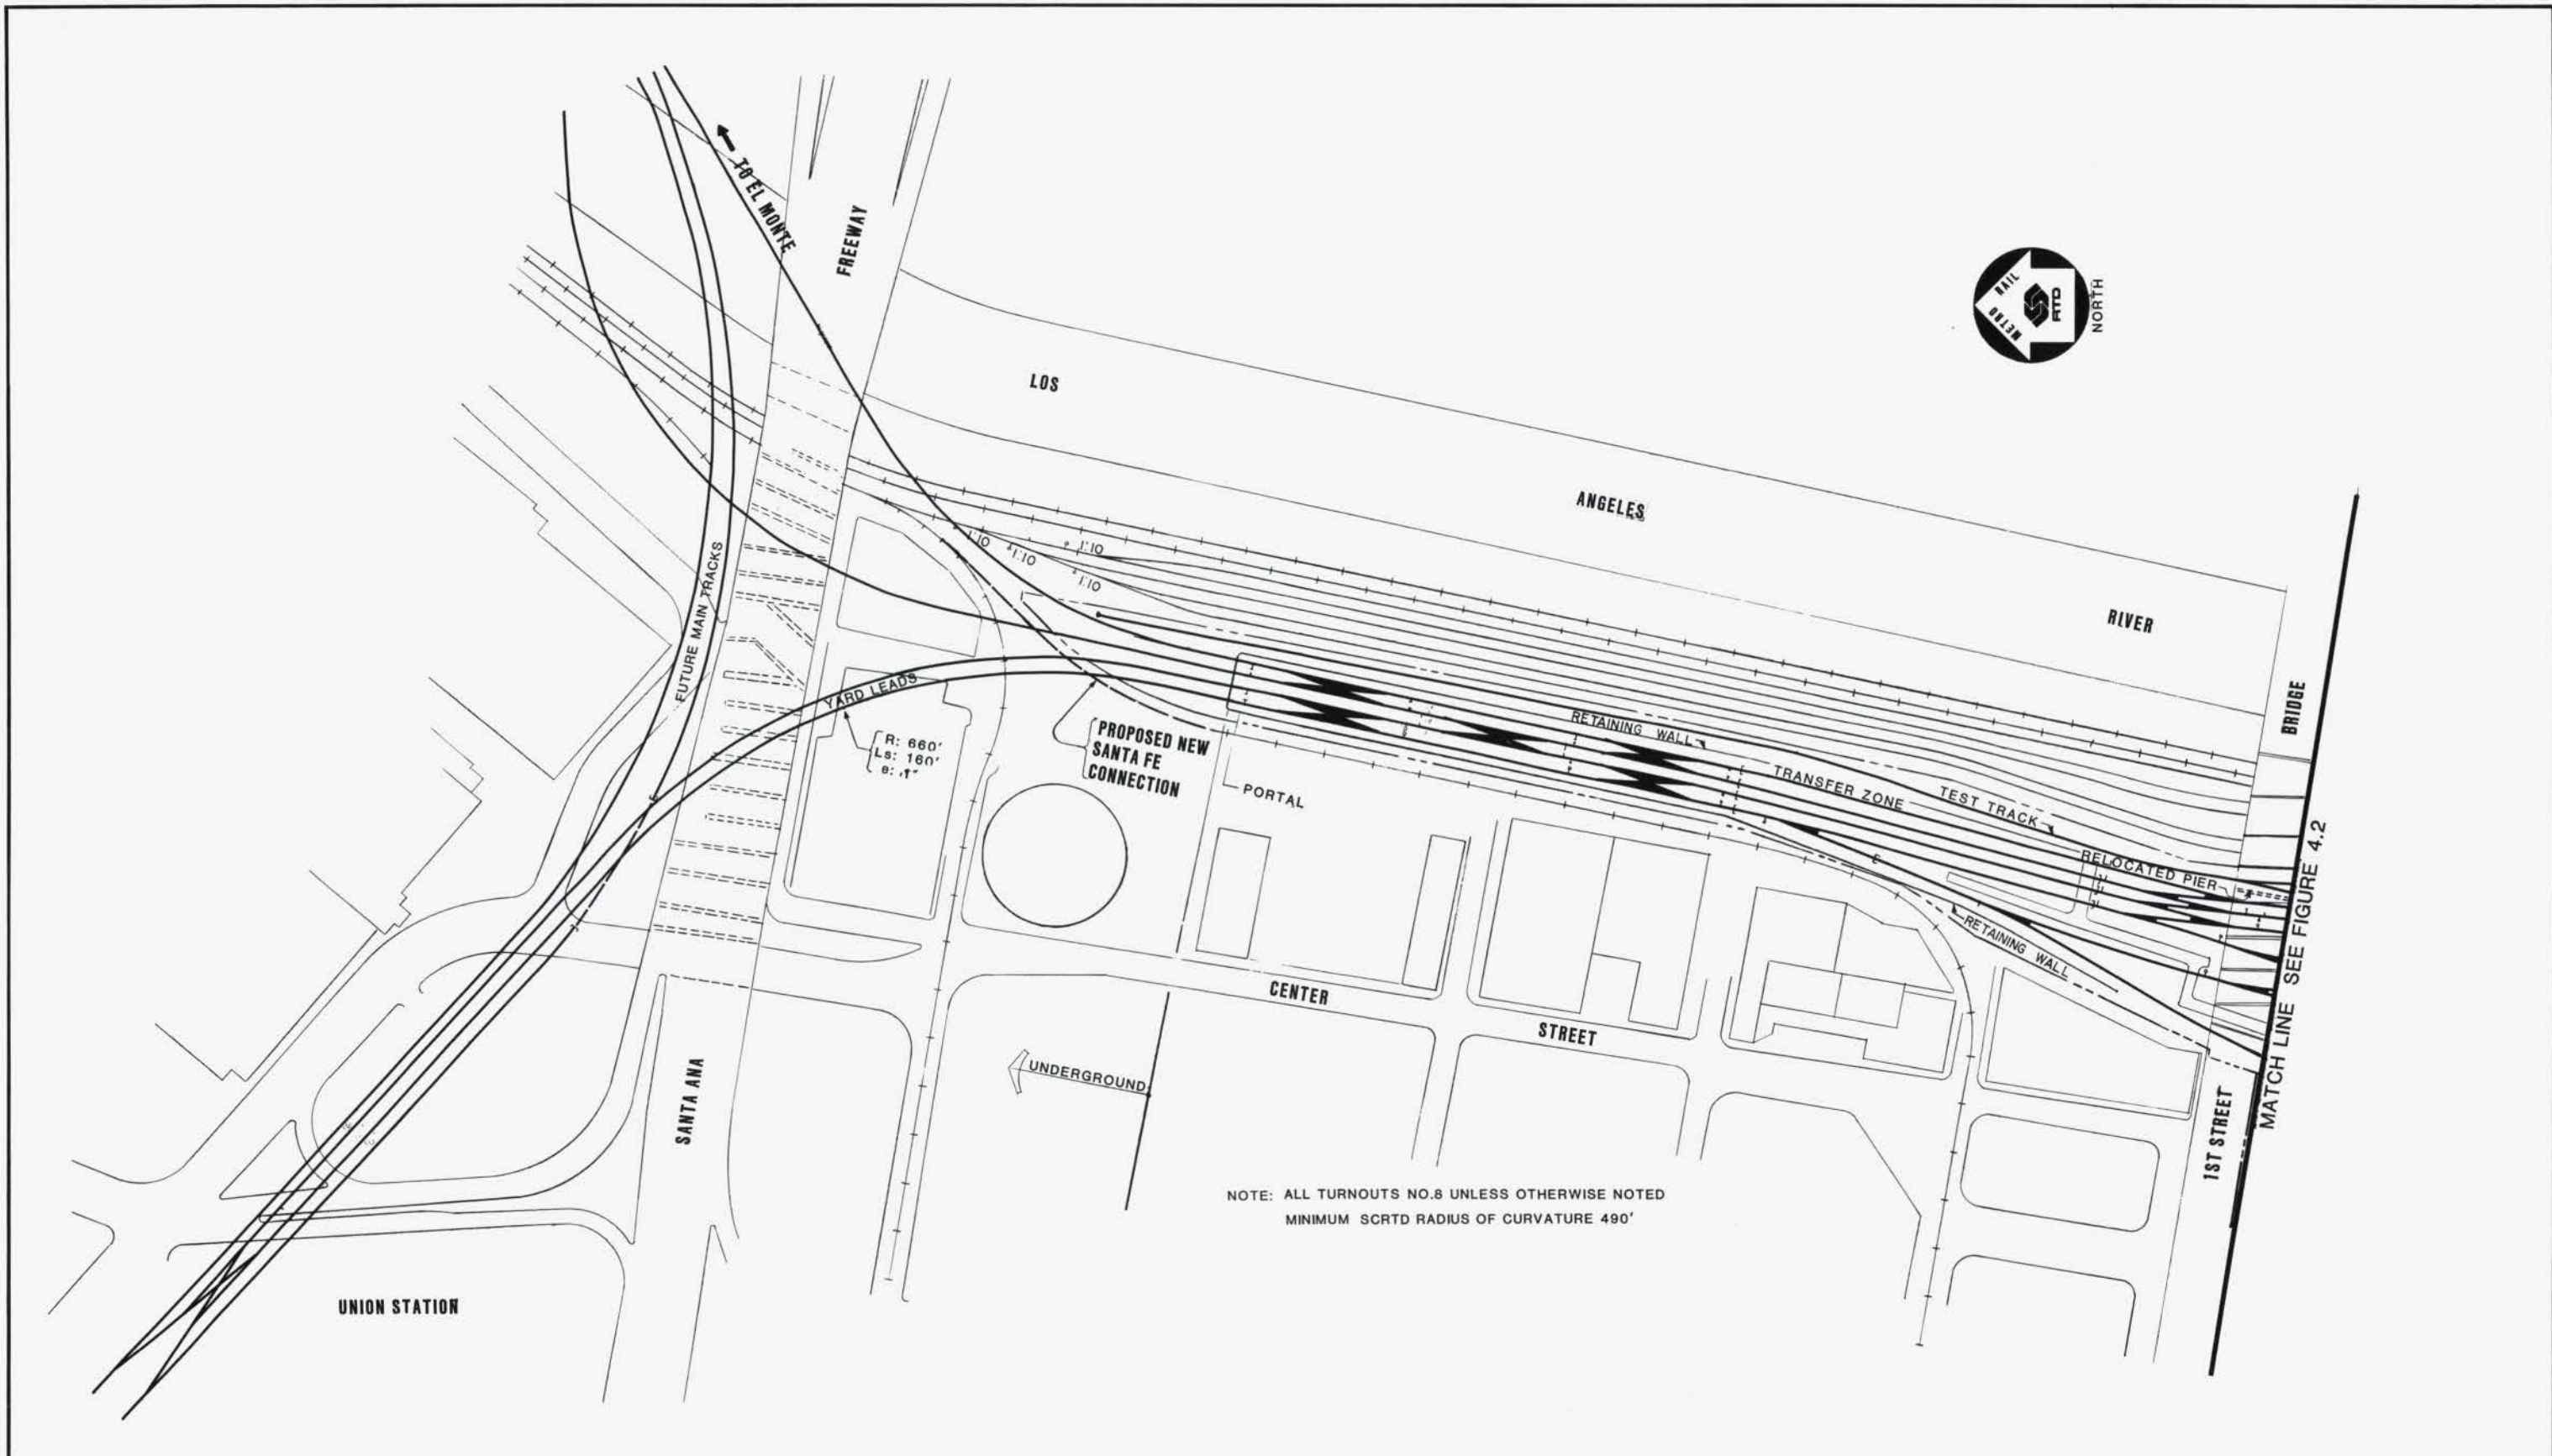 TO EL MONTE
FREEWAY
METRO RAIL
RTD
NORTH
LOS
ANGELES
RIVER
1:10
1:10
1:10
1:10
FUTURE MAIN TRACKS
YARD LEADS
R: 660'
Ls: 160'
PROPOSED NEW
SANTA FE
CONNECTION
PORTAL
RETAINING WALL
TRANSFER ZONE
TEST TRACK
RELOCATED PIER
BRIDGE
MATCH LINE SEE FIGURE 4.2
RETAINING WALL
CENTER
STREET
UNDERGROUND
SANTA ANA
1ST STREET
NOTE: ALL TURNOUTS NO.8 UNLESS OTHERWISE NOTED
MINIMUM SCRTD RADIUS OF CURVATURE 490'
UNION STATION